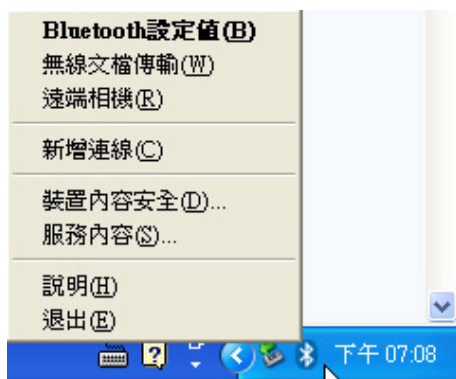 Bluetooth設定值(B)
無線文檔傳輸(W)
遠端相機(R)
新增連線(C)
裝置內容安全(D)...
服務內容(S)...
說明(H)
退出(E)
下午 07:08